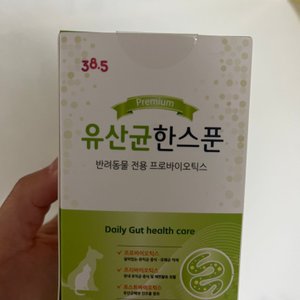 38.5
Premium
유산균한스푼
반려동물 전용 프로바이오틱스
Daily Gut health care
프로바이오틱스
프리바이오틱스
포스트바이오틱스